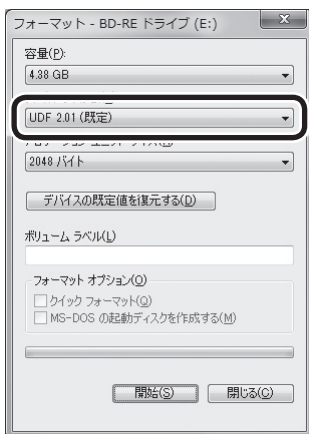 フォーマット - BD-RE ドライブ (E:)
容量(P):
4.38 GB
UDF 2.01 (既定)
2048 バイト
デバイスの既定値を復元する(D)
ボリューム ラベル(L)
フォーマット オプション(O)
クイック フォーマット(Q)
MS-DOS の起動ディスクを作成する(M)
開始(S)
閉じる(C)